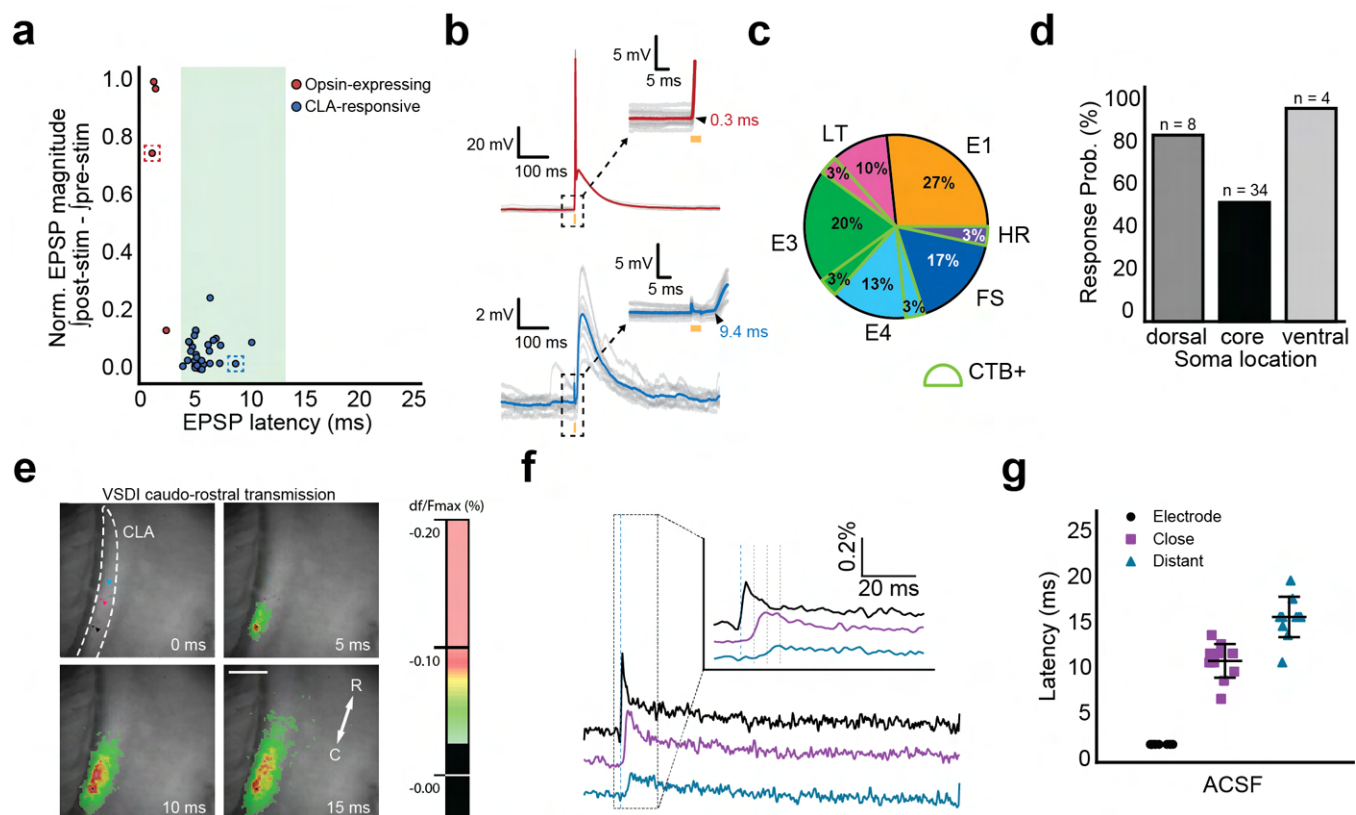 a
Norm. EPSP magnitude
∫post-stim - ∫pre-stim
1.0
0.8
0.6
0.4
0.2
0.0
0
5
10
15
20
25
EPSP latency (ms)
Opsin-expressing
CLA-responsive
b
20 mV
100 ms
5 mV
5 ms
0.3 ms
2 mV
100 ms
5 mV
5 ms
9.4 ms
c
LT
E1
HR
FS
E4
E3
10%
27%
3%
17%
3%
13%
3%
20%
3%
CTB+
d
Response Prob. (%)
100
80
60
40
20
0
n = 8
n = 34
n = 4
dorsal
core
ventral
Soma location
e
VSDI caudo-rostral transmission
CLA
0 ms
5 ms
10 ms
15 ms
R
C
df/Fmax (%)
-0.20
-0.10
-0.00
f
0.2%
20 ms
g
Latency (ms)
25
20
15
10
5
0
Electrode
Close
Distant
ACSF